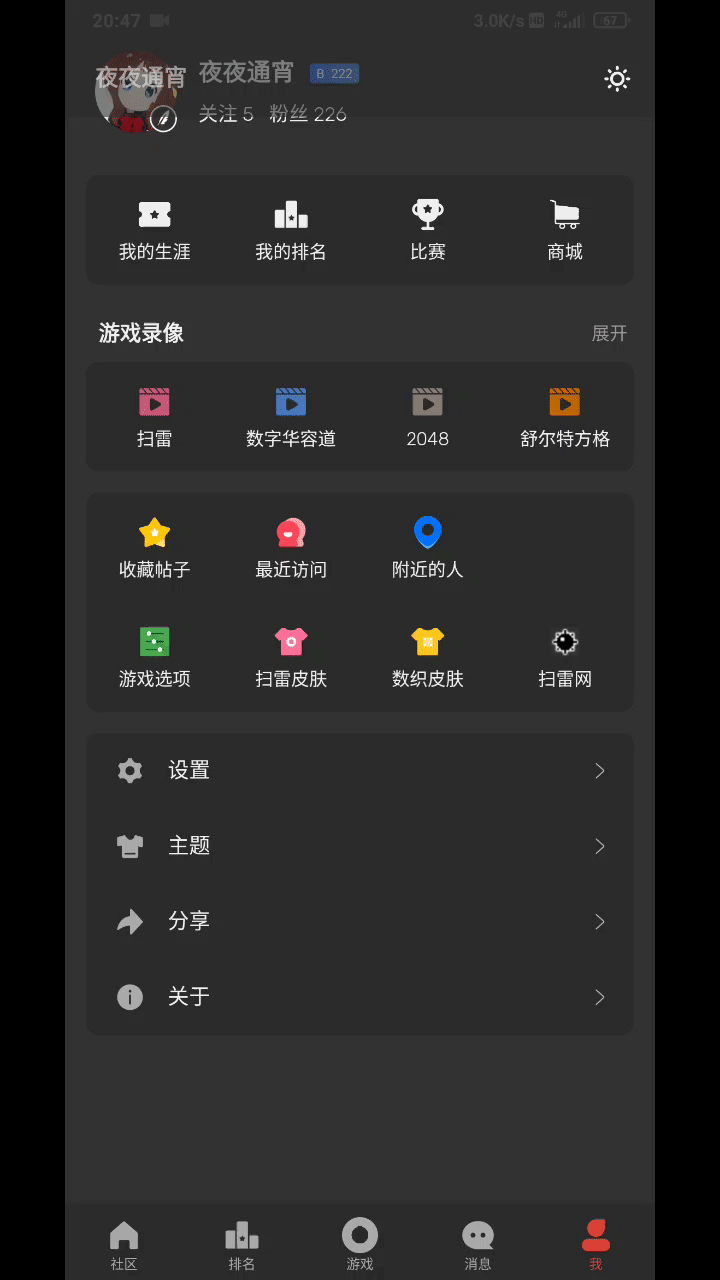 20:47 3.0K/s HD 4G 67
夜夜通宵 夜夜通宵 B 222
关注 5 粉丝 226
我的生涯 我的排名 比赛 商城
游戏录像 展开
扫雷 数字华容道 2048 舒尔特方格
收藏帖子 最近访问 附近的人
游戏选项 扫雷皮肤 数织皮肤 扫雷网
设置
主题
分享
关于
社区 排名 游戏 消息 我